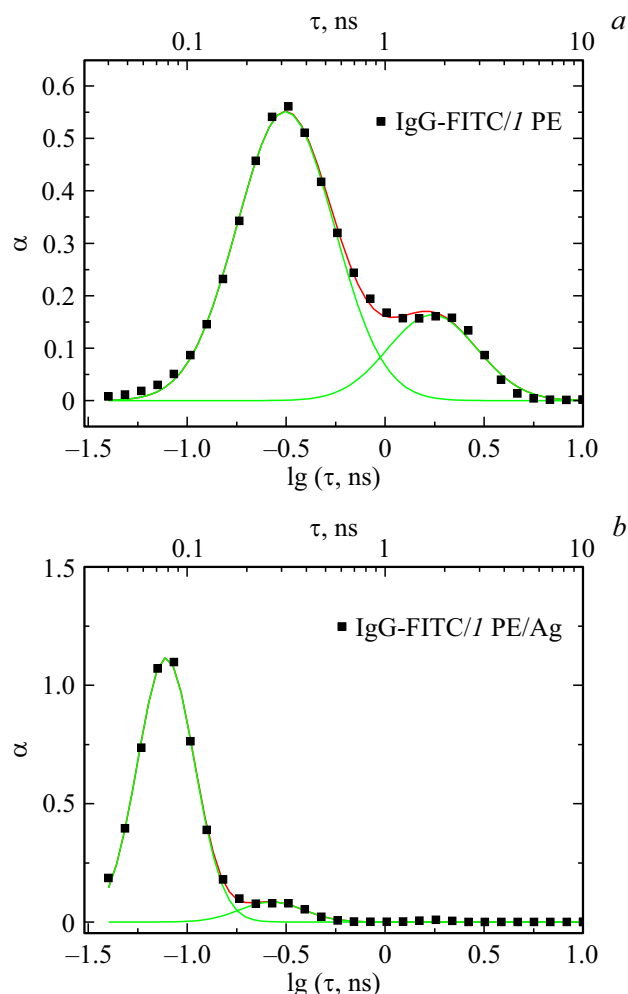 τ, ns
a
0.1 1 10
0.6
0.5
0.4
0.3
0.2
0.1
0
α
IgG-FITC/1 PE
–1.5 –1.0 –0.5 0 0.5 1.0
lg (τ, ns)
τ, ns
b
0.1 1 10
1.5
1.0
0.5
0
α
IgG-FITC/1 PE/Ag
–1.5 –1.0 –0.5 0 0.5 1.0
lg (τ, ns)